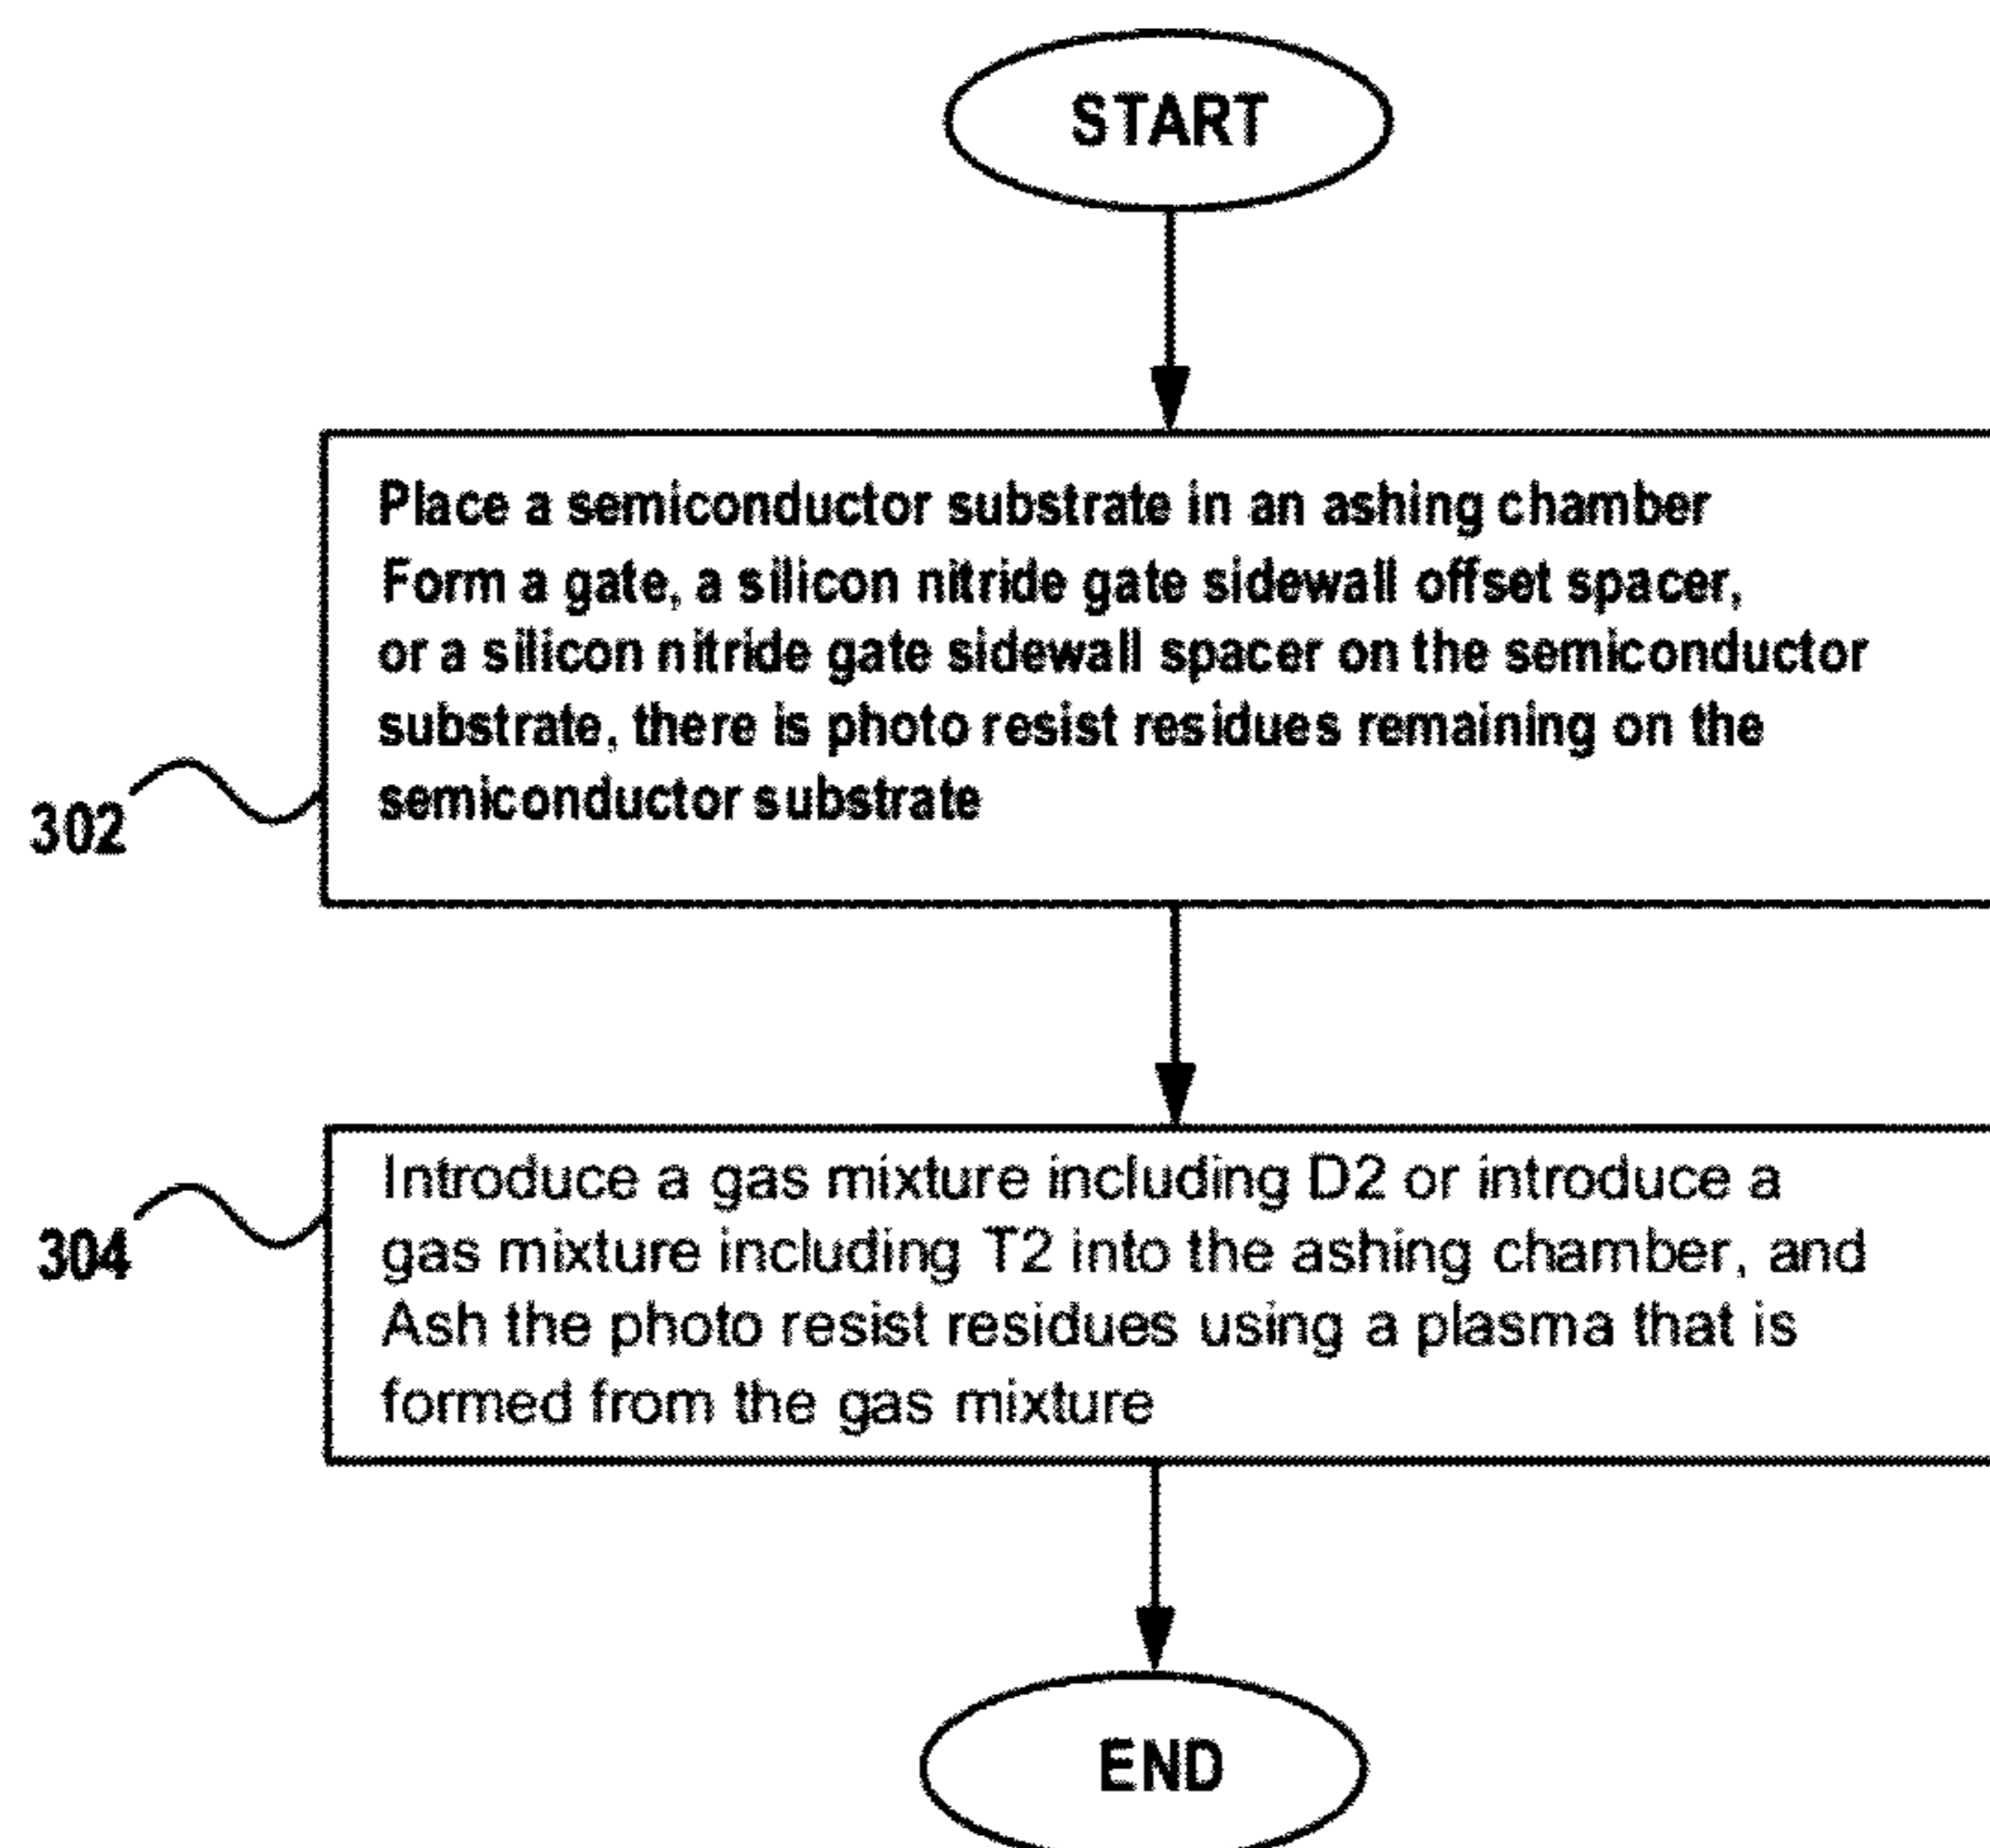 START
Place a semiconductor substrate in an ashing chamber
Form a gate, a silicon nitride gate sidewall offset spacer,
or a silicon nitride gate sidewall spacer on the semiconductor
substrate, there is photo resist residues remaining on the
semiconductor substrate
302
Introduce a gas mixture including D2 or introduce a
gas mixture including T2 into the ashing chamber, and
Ash the photo resist residues using a plasma that is
formed from the gas mixture
304
END